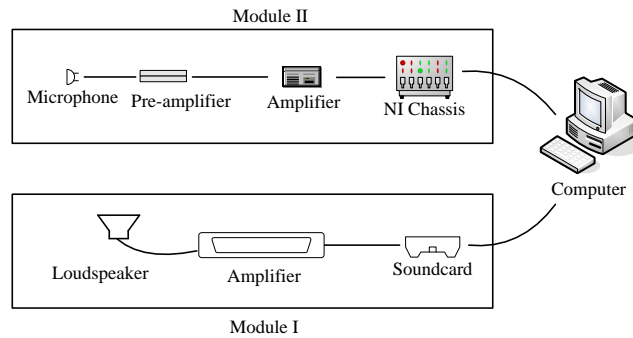 Module II
Microphone
Pre-amplifier
Amplifier
NI Chassis
Computer
Loudspeaker
Amplifier
Soundcard
Module I